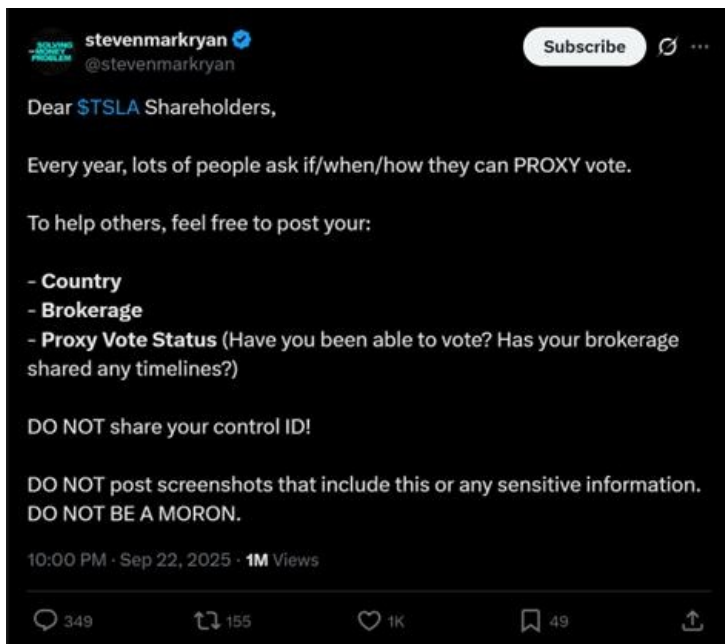 SOLVING
THE MONEY
PROBLEM
stevenmarkryan
@stevenmarkryan
Subscribe
Dear $TSLA Shareholders,
Every year, lots of people ask if/when/how they can PROXY vote.
To help others, feel free to post your:
- Country
- Brokerage
- Proxy Vote Status (Have you been able to vote? Has your brokerage
shared any timelines?)
DO NOT share your control ID!
DO NOT post screenshots that include this or any sensitive information.
DO NOT BE A MORON.
10:00 PM · Sep 22, 2025 · 1M Views
349 155 1K 49